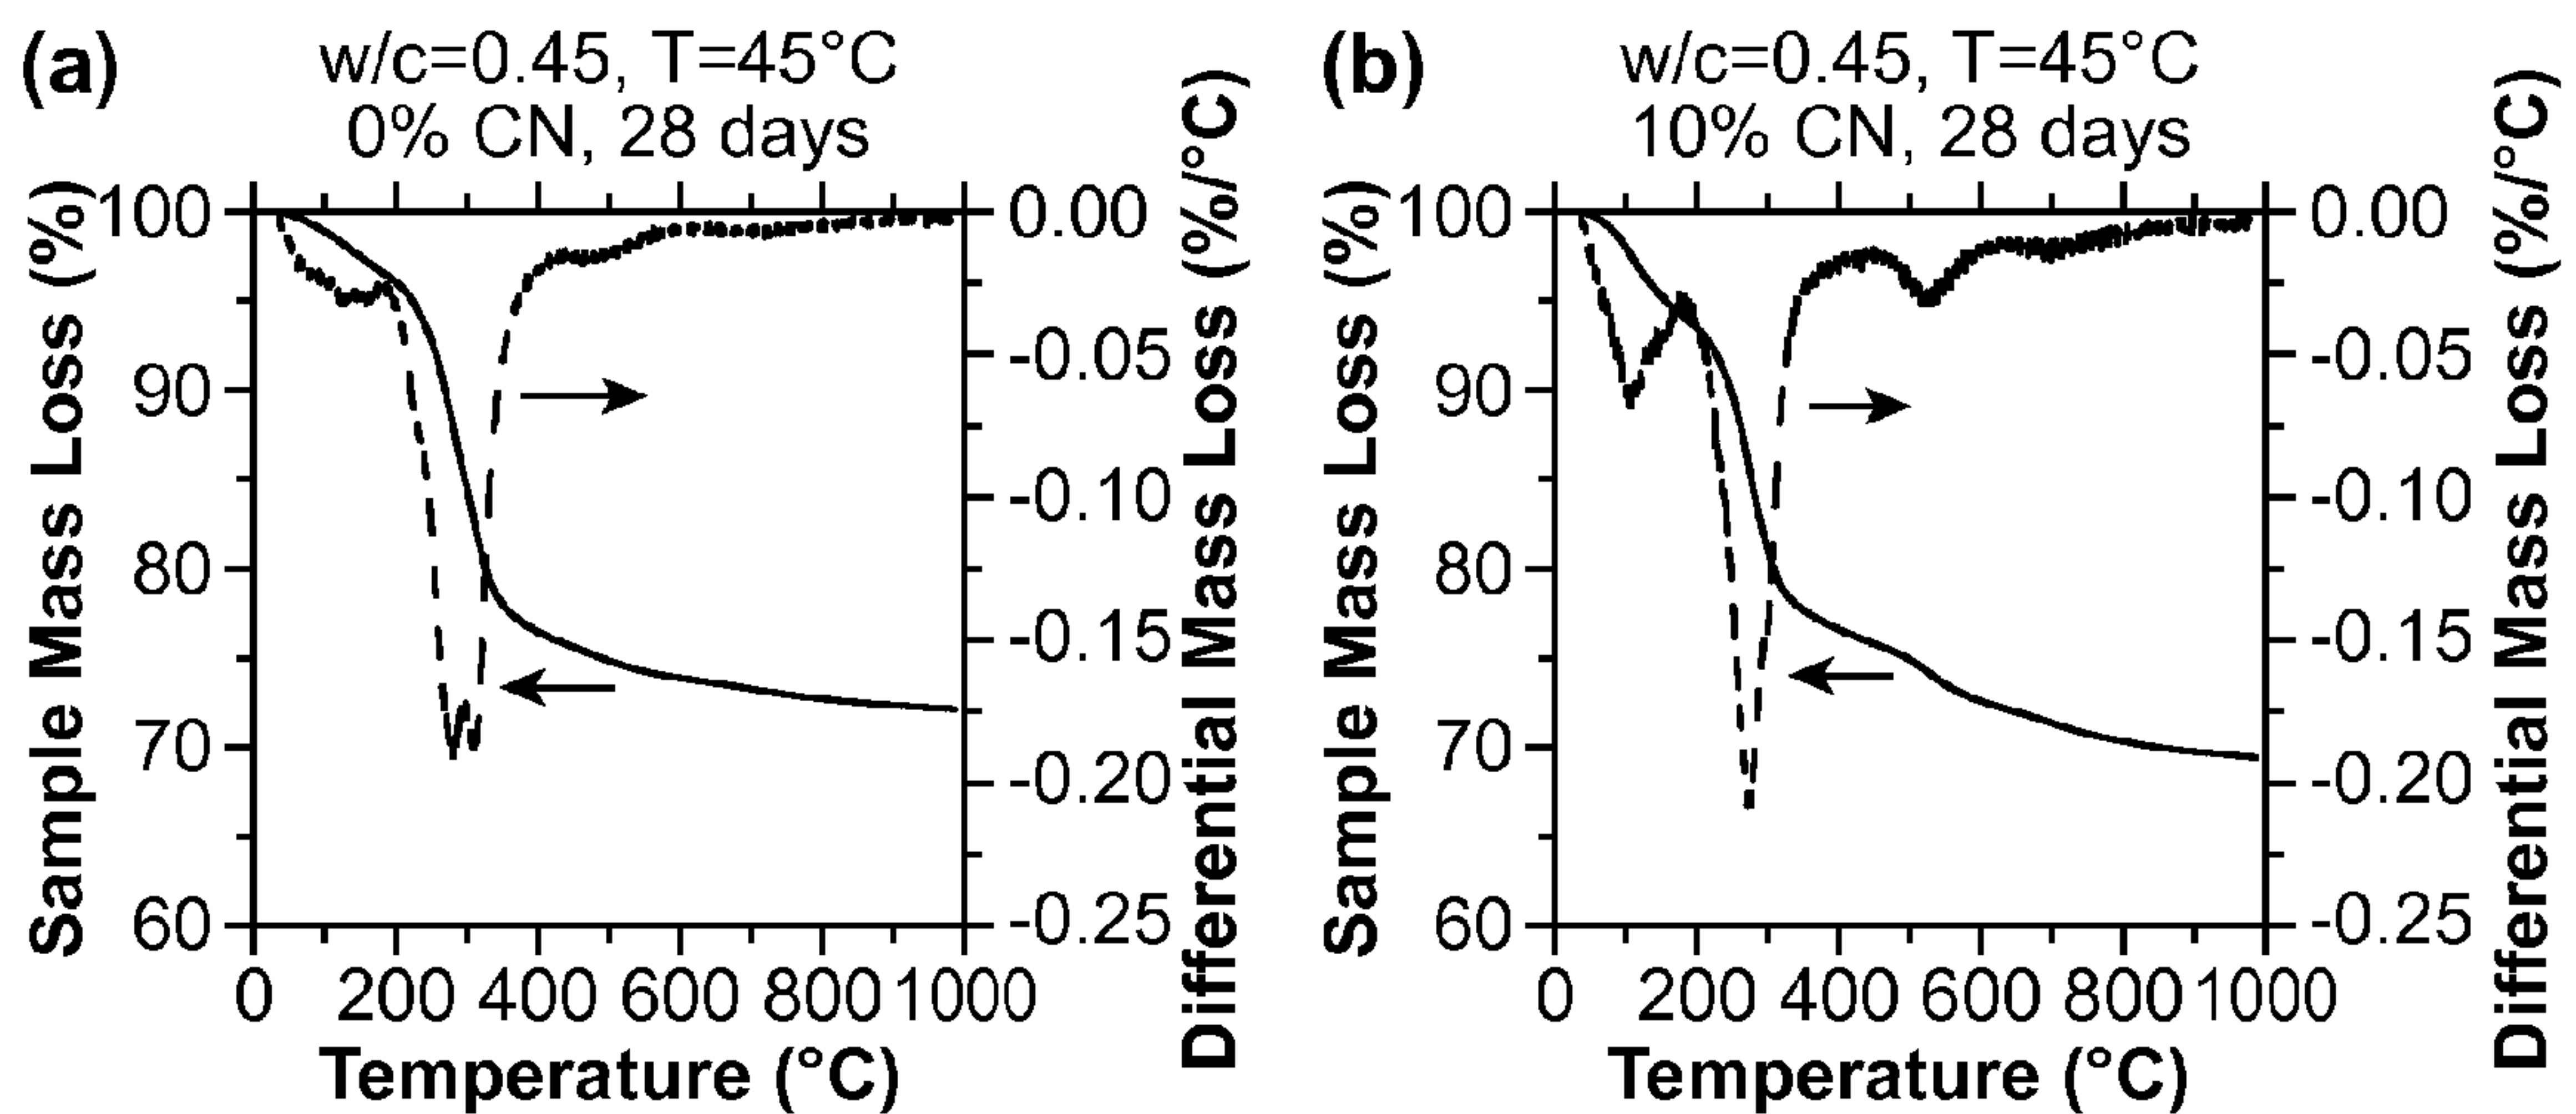 (a)
w/c=0.45, T=45°C
0% CN, 28 days
Sample Mass Loss (%)
100
90
80
70
60
0.00
-0.05
-0.10
-0.15
-0.20
-0.25
Differential Mass Loss (%/°C)
0 200 400 600 800 1000
Temperature (°C)
(b)
w/c=0.45, T=45°C
10% CN, 28 days
Sample Mass Loss (%)
100
90
80
70
60
0.00
-0.05
-0.10
-0.15
-0.20
-0.25
Differential Mass Loss (%/°C)
0 200 400 600 800 1000
Temperature (°C)